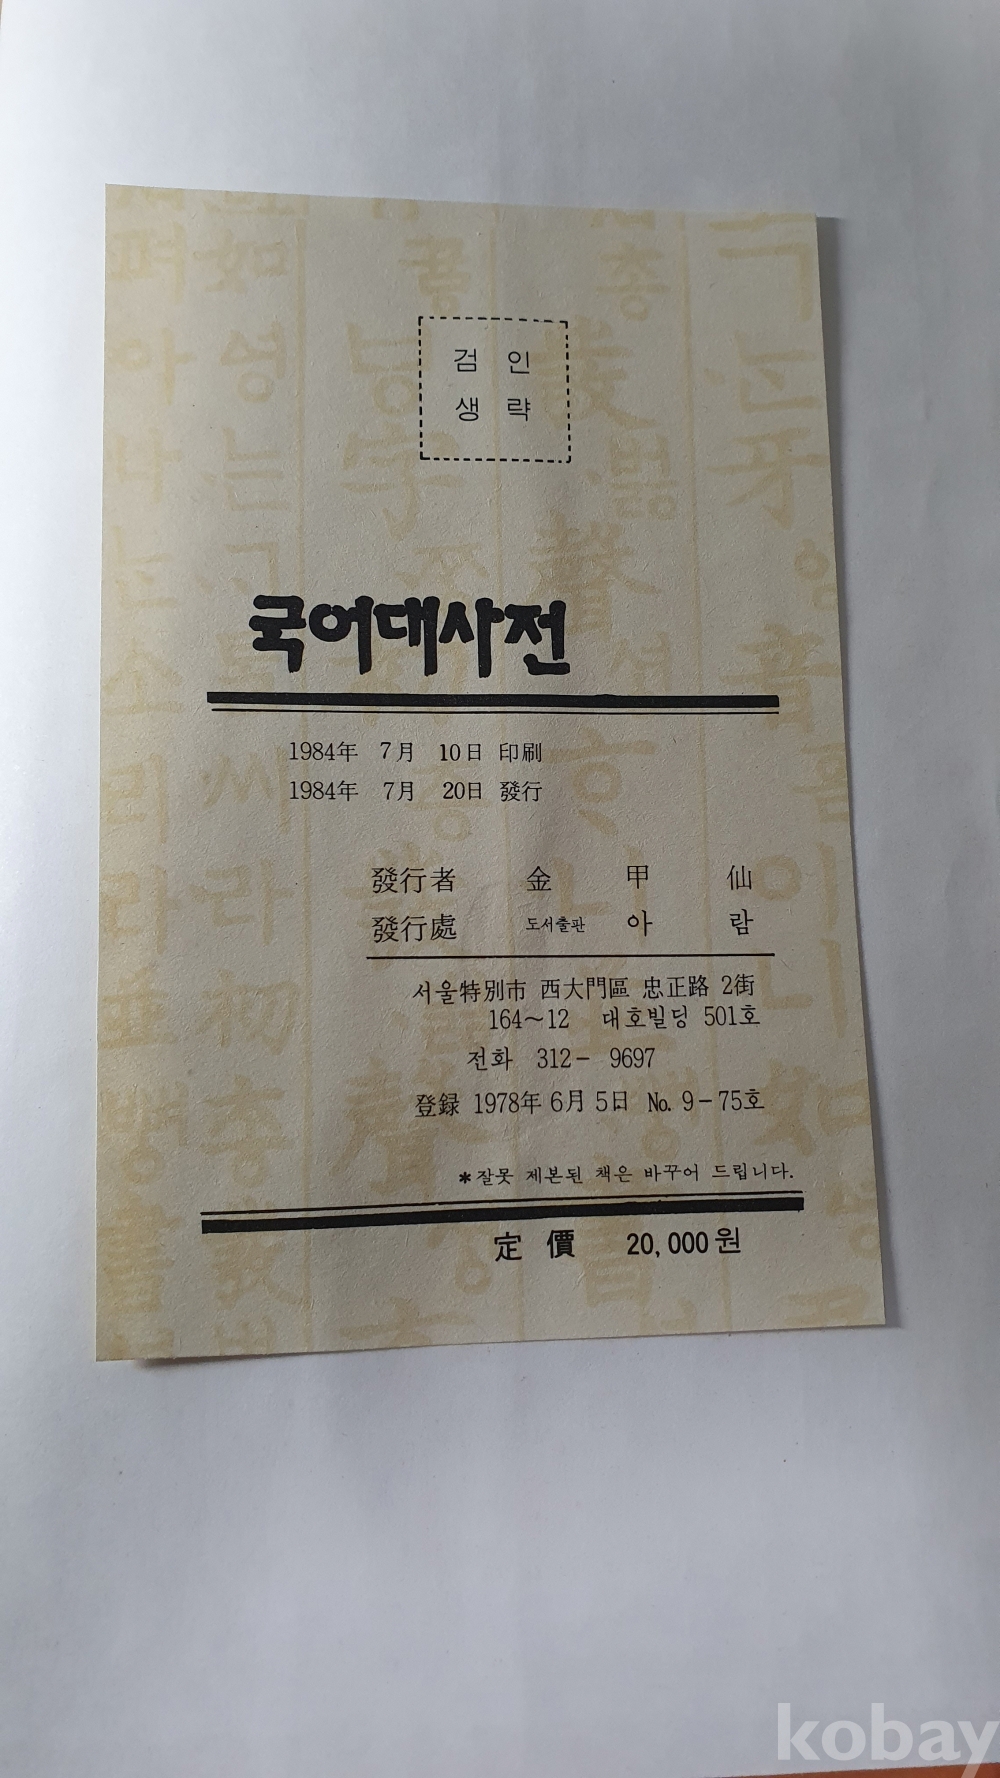 검 인
생 략
국어대사전
1984年 7月 10日 印刷
1984年 7月 20日 發行
發行者 金 甲 仙
發行處 도서출판 아 람
서울特別市 西大門區 忠正路 2街
164~12 대호빌딩 501호
전화 312- 9697
登録 1978年 6月 5日 No. 9-75호
*잘못 제본된 책은 바꾸어 드립니다.
定 價 20,000원
kobay